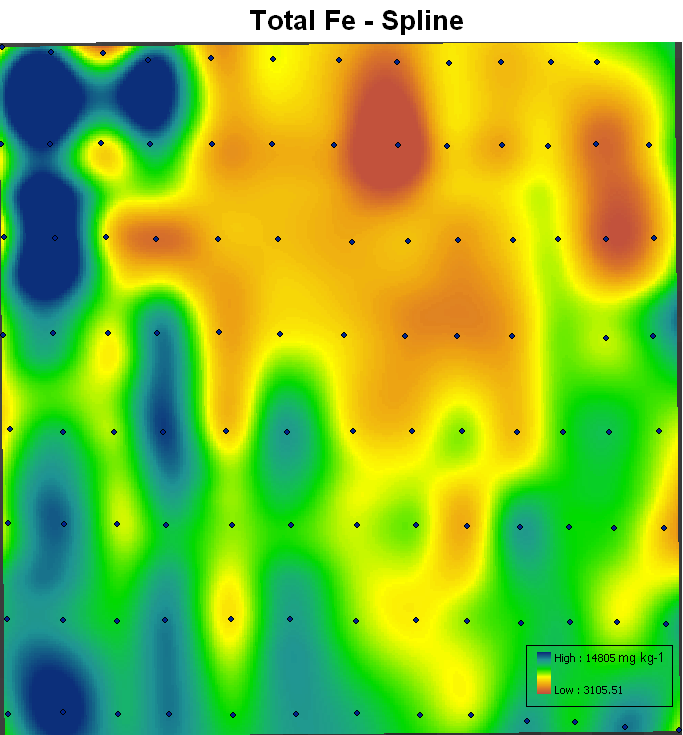 Total Fe - Spline
High : 14805 mg kg-1
Low : 3105.51